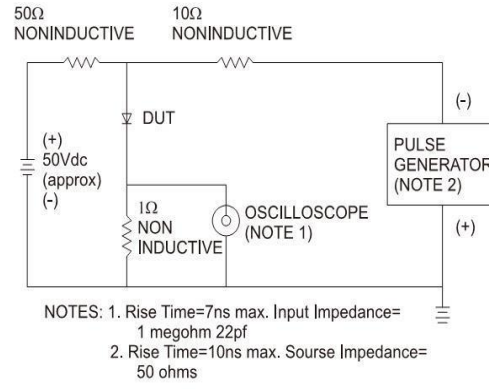 50Ω
NONINDUCTIVE
10Ω
NONINDUCTIVE
(+)
50Vdc
(approx)
(-)
DUT
1Ω
NON
INDUCTIVE
OSCILLOSCOPE
(NOTE 1)
(-)
PULSE
GENERATOR
(NOTE 2)
(+)
NOTES: 1. Rise Time=7ns max. Input Impedance=
1 megohm 22pf
2. Rise Time=10ns max. Sourse Impedance=
50 ohms